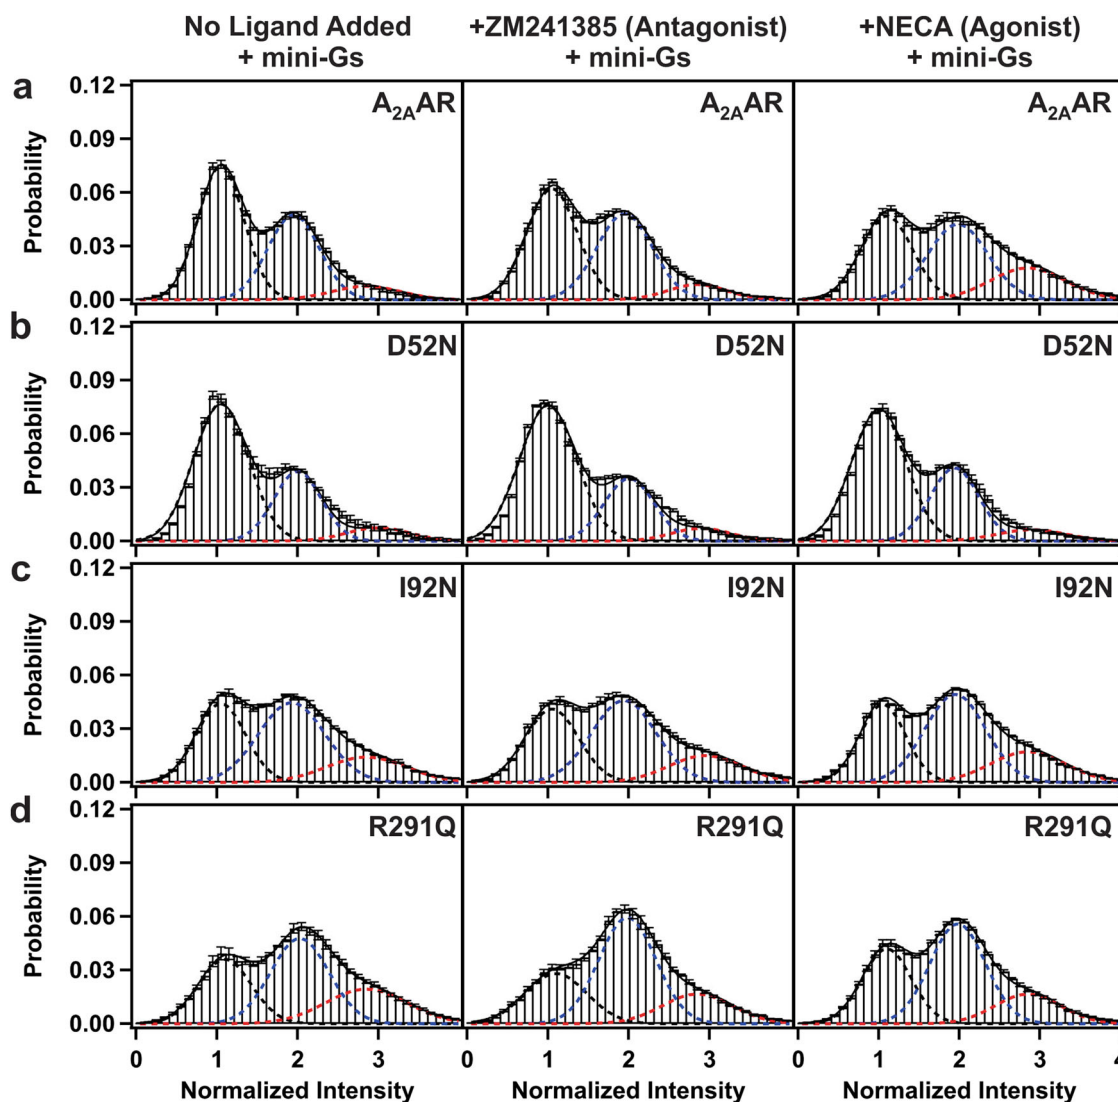 No Ligand Added
+ mini-Gs
+ZM241385 (Antagonist)
+ mini-Gs
+NECA (Agonist)
+ mini-Gs
a
Probability
0.12
0.09
0.06
0.03
0.00
A2AAR
A2AAR
A2AAR
b
Probability
0.12
0.09
0.06
0.03
0.00
D52N
D52N
D52N
c
Probability
0.12
0.09
0.06
0.03
0.00
I92N
I92N
I92N
d
Probability
0.12
0.09
0.06
0.03
0.00
R291Q
R291Q
R291Q
0 1 2 3
0 1 2 3
0 1 2 3 4
Normalized Intensity
Normalized Intensity
Normalized Intensity